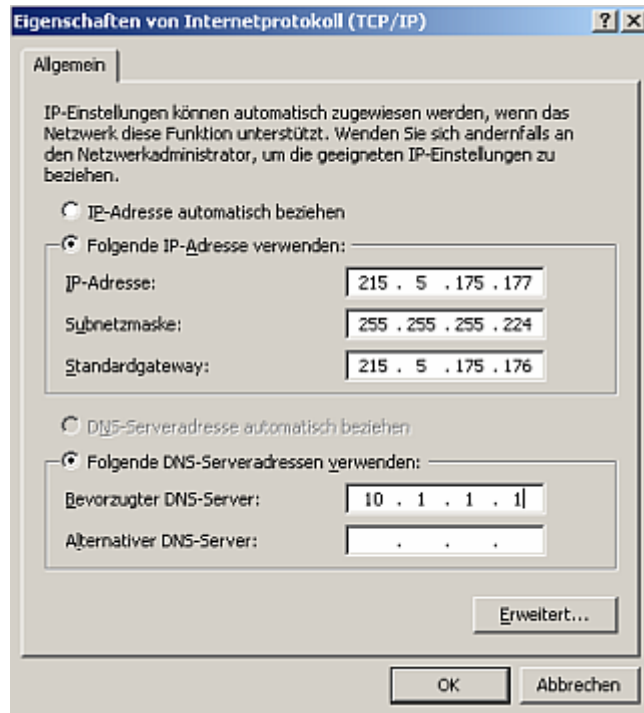 Eigenschaften von Internetprotokoll (TCP/IP)
Allgemein
IP-Einstellungen können automatisch zugewiesen werden, wenn das
Netzwerk diese Funktion unterstützt. Wenden Sie sich andernfalls an
den Netzwerkadministrator, um die geeigneten IP-Einstellungen zu
beziehen.
IP-Adresse automatisch beziehen
Folgende IP-Adresse verwenden:
IP-Adresse: 215 . 5 . 175 . 177
Subnetzmaske: 255 . 255 . 255 . 224
Standardgateway: 215 . 5 . 175 . 176
DNS-Serveradresse automatisch beziehen
Folgende DNS-Serveradressen verwenden:
Bevorzugter DNS-Server: 10 . 1 . 1 . 1
Alternativer DNS-Server: . . .
Erweitert...
OK Abbrechen